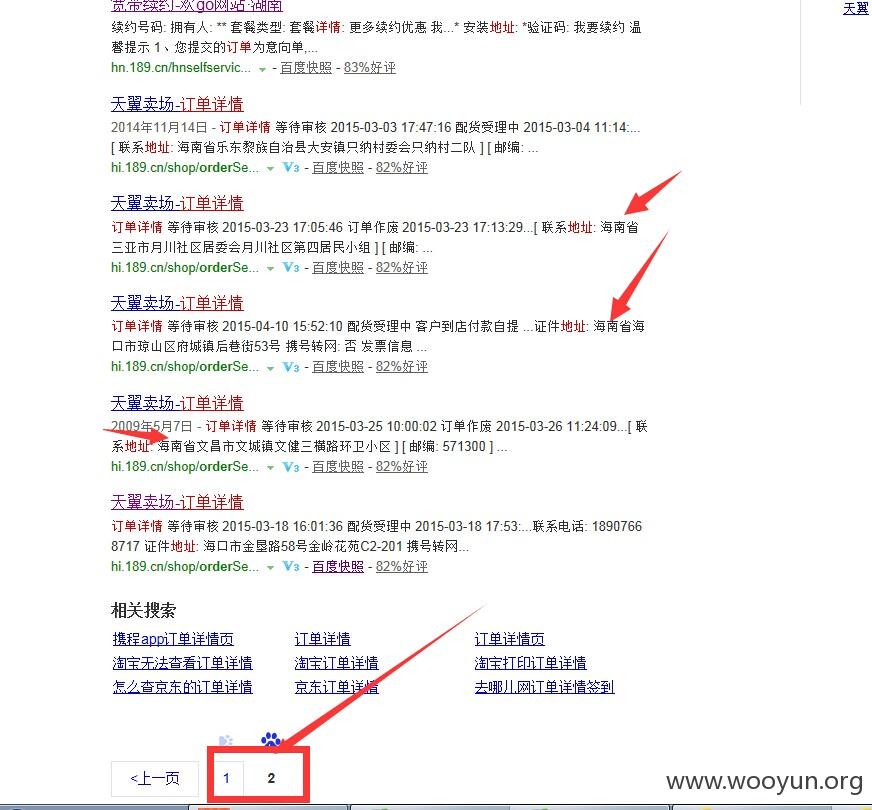 宽带续约-欢go网站·湖南
天翼
续约号码: 拥有人: ** 套餐类型: 套餐详情: 更多续约优惠 我...* 安装地址: *验证码: 我要续约 温
馨提示 1、您提交的订单为意向单,...
hn.189.cn/hnselfservic... - 百度快照 - 83%好评
天翼卖场-订单详情
2014年11月14日 - 订单详情 等待审核 2015-03-03 17:47:16 配货受理中 2015-03-04 11:14:...
[ 联系地址: 海南省乐东黎族自治县大安镇只纳村委会只纳村二队 ] [ 邮编: ...
hi.189.cn/shop/orderSe... V3 - 百度快照 - 82%好评
天翼卖场-订单详情
订单详情 等待审核 2015-03-23 17:05:46 订单作废 2015-03-23 17:13:29...[ 联系地址: 海南省
三亚市月川社区居委会月川社区第四居民小组 ] [ 邮编: ...
hi.189.cn/shop/orderSe... V3 - 百度快照 - 82%好评
天翼卖场-订单详情
订单详情 等待审核 2015-04-10 15:52:10 配货受理中 客户到店付款自提 ...证件地址: 海南省海
口市琼山区府城镇后巷街53号 携号转网: 否 发票信息 ...
hi.189.cn/shop/orderSe... V3 - 百度快照 - 82%好评
天翼卖场-订单详情
2009年5月7日 - 订单详情 等待审核 2015-03-25 10:00:02 订单作废 2015-03-26 11:24:09...[ 联
系地址: 海南省文昌市文城镇文健三横路环卫小区 ] [ 邮编: 571300 ] ...
hi.189.cn/shop/orderSe... V3 - 百度快照 - 82%好评
天翼卖场-订单详情
订单详情 等待审核 2015-03-18 16:01:36 配货受理中 2015-03-18 17:53:...联系电话: 1890766
8717 证件地址: 海口市金垦路58号金岭花苑C2-201 携号转网...
hi.189.cn/shop/orderSe... V3 - 百度快照 - 82%好评
相关搜索
携程app订单详情页 订单详情 订单详情页
淘宝无法查看订单详情 淘宝订单详情 淘宝打印订单详情
怎么查京东的订单详情 京东订单详情 去哪儿网订单详情签到
<上一页 1 2
www.wooyun.org